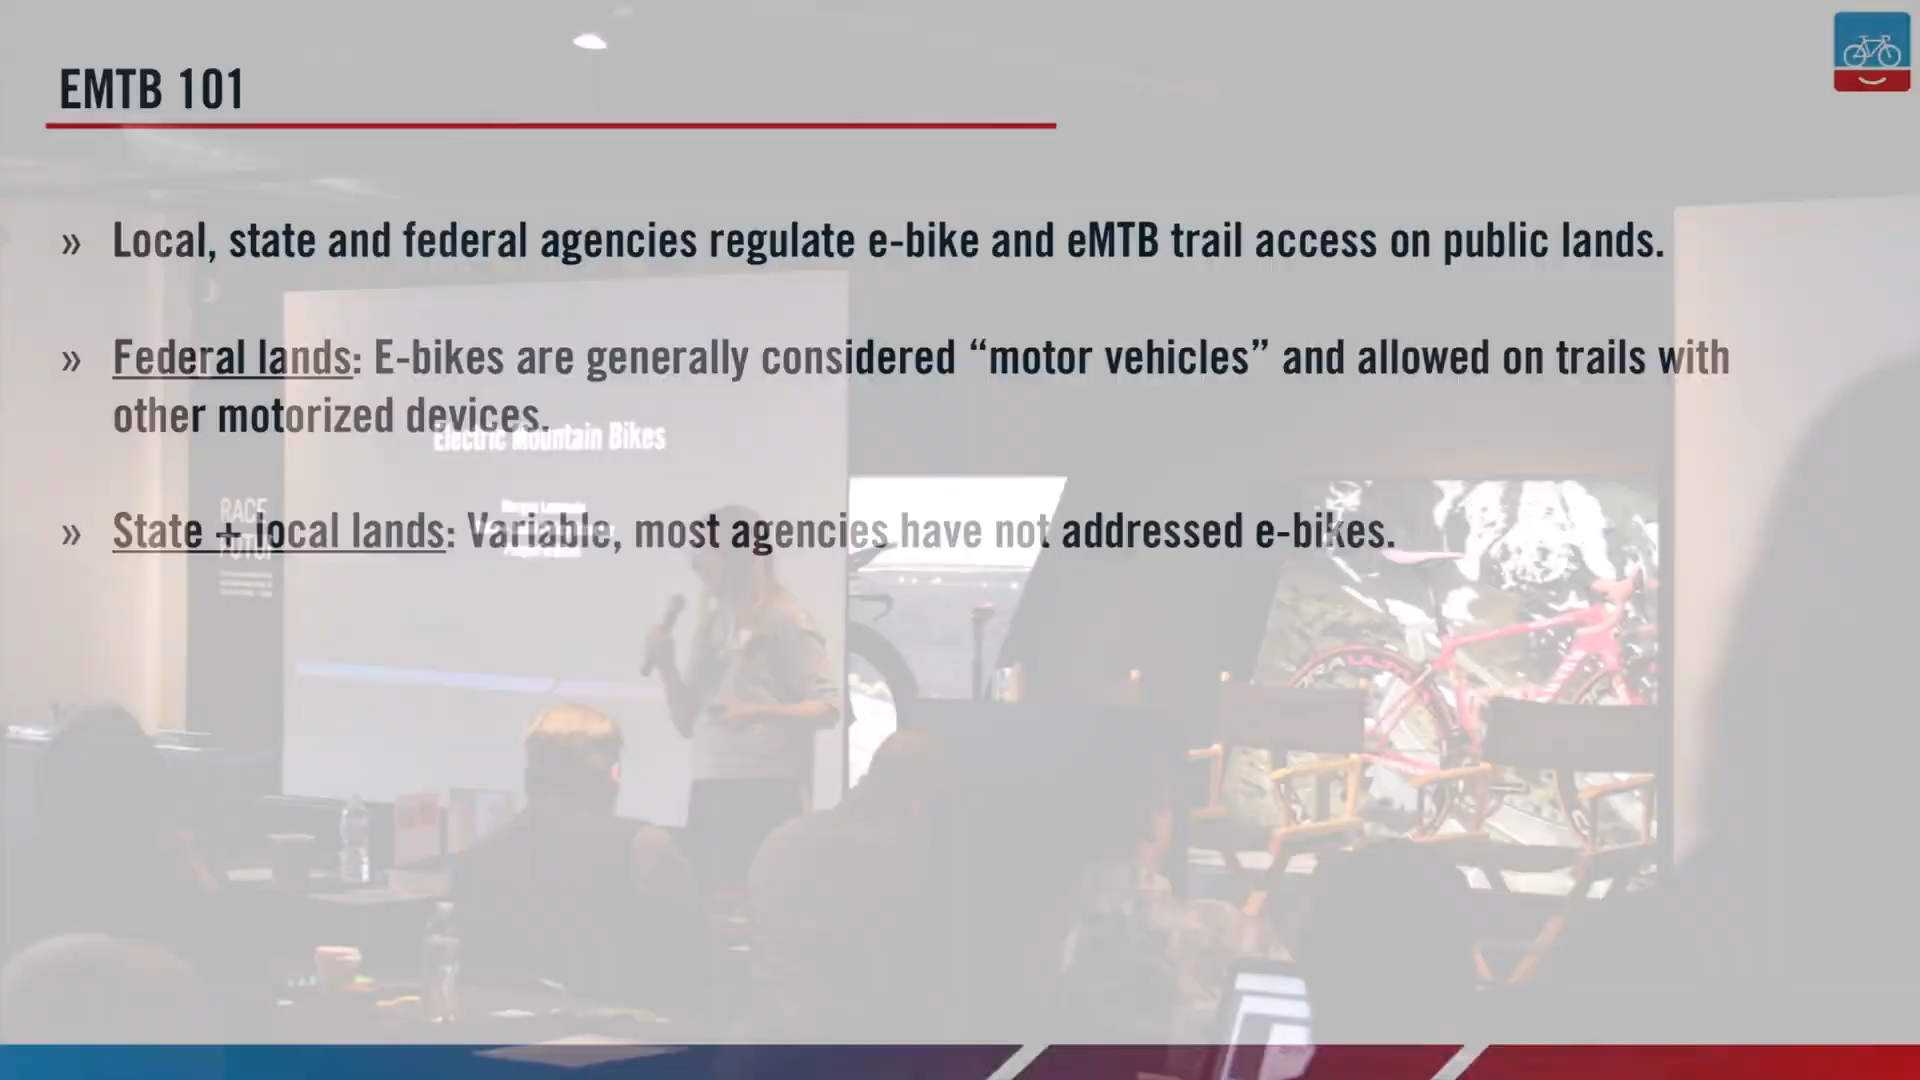 EMTB 101
» Local, state and federal agencies regulate e-bike and eMTB trail access on public lands.
» Federal lands: E-bikes are generally considered “motor vehicles” and allowed on trails with
other motorized devices.
Electric Mountain Bikes
RACE
» State + local lands: Variable, most agencies have not addressed e-bikes.